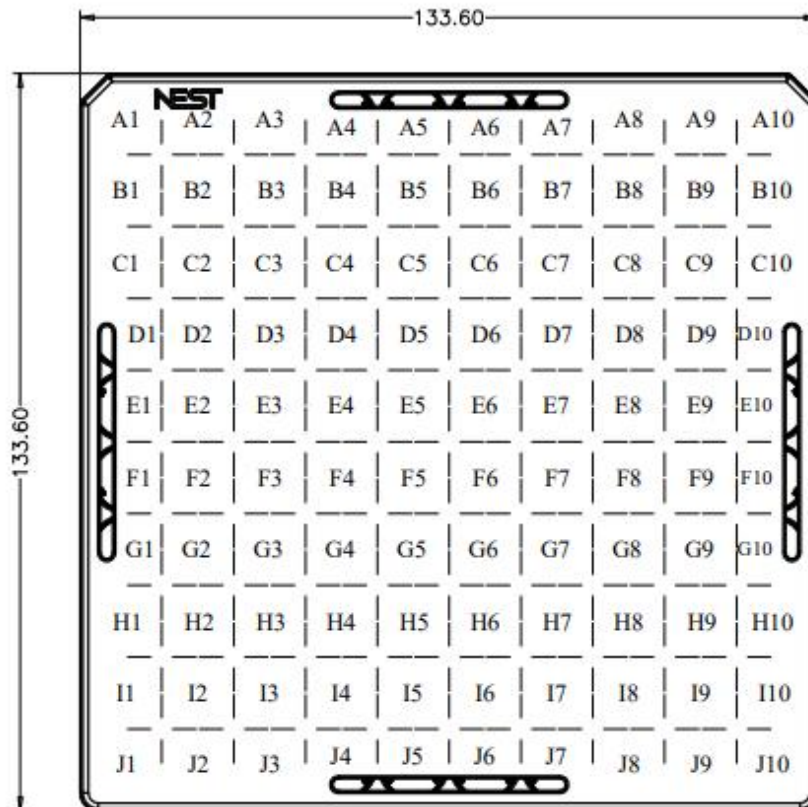 133.60
NEST
A1 A2 A3 A4 A5 A6 A7 A8 A9 A10
B1 B2 B3 B4 B5 B6 B7 B8 B9 B10
C1 C2 C3 C4 C5 C6 C7 C8 C9 C10
D1 D2 D3 D4 D5 D6 D7 D8 D9 D10
E1 E2 E3 E4 E5 E6 E7 E8 E9 E10
133.60
F1 F2 F3 F4 F5 F6 F7 F8 F9 F10
G1 G2 G3 G4 G5 G6 G7 G8 G9 G10
H1 H2 H3 H4 H5 H6 H7 H8 H9 H10
I1 I2 I3 I4 I5 I6 I7 I8 I9 I10
J1 J2 J3 J4 J5 J6 J7 J8 J9 J10